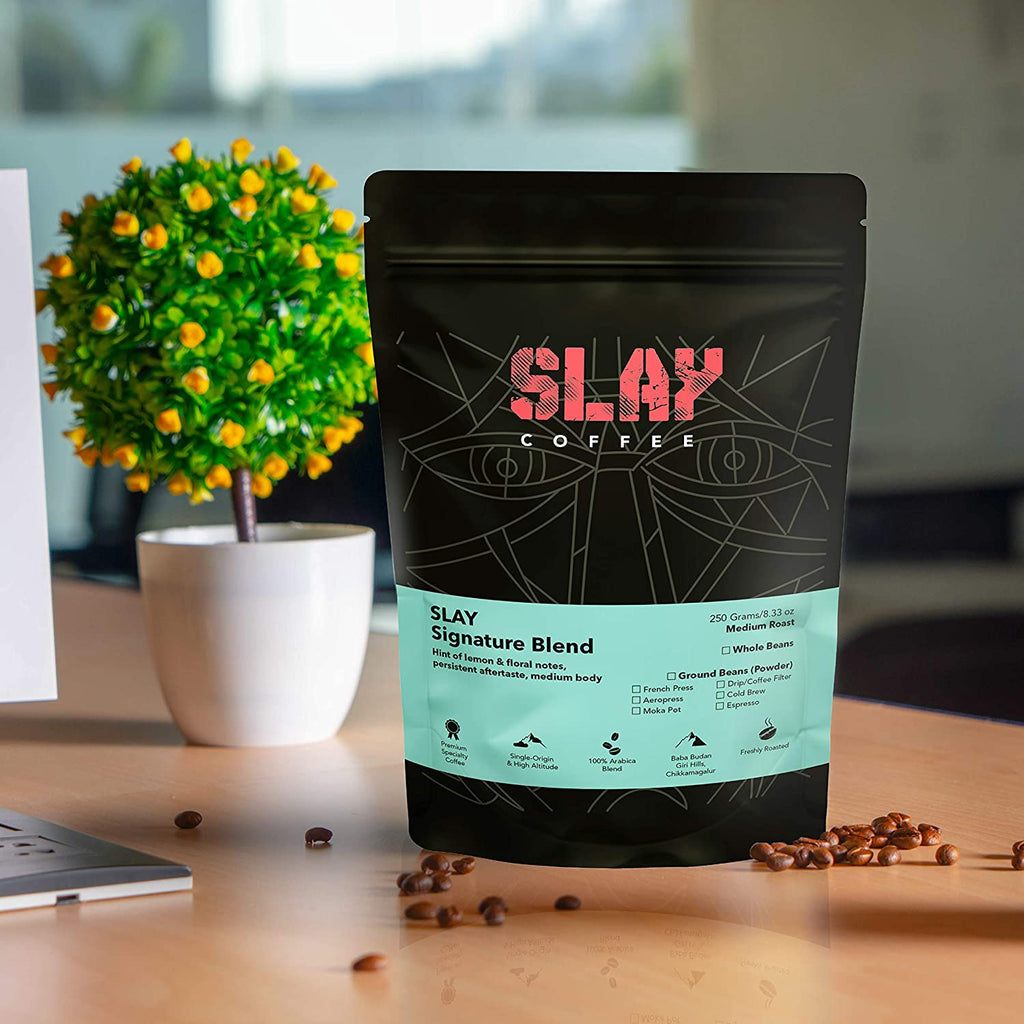 SLAY
COFFEE
SLAY
Signature Blend
Hint of lemon & floral notes,
persistent aftertaste, medium body
250 Grams/8.33 oz
Medium Roast
☐ Whole Beans
☐ Ground Beans (Powder)
☐ French Press ☐ Drip/Coffee Filter
☐ Aeropress ☐ Cold Brew
☐ Moka Pot ☐ Espresso
Premium
Specialty
Coffee
Single-Origin
& High Altitude
100% Arabica
Blend
Baba Budan
Giri Hills,
Chikkamagalur
Freshly Roasted